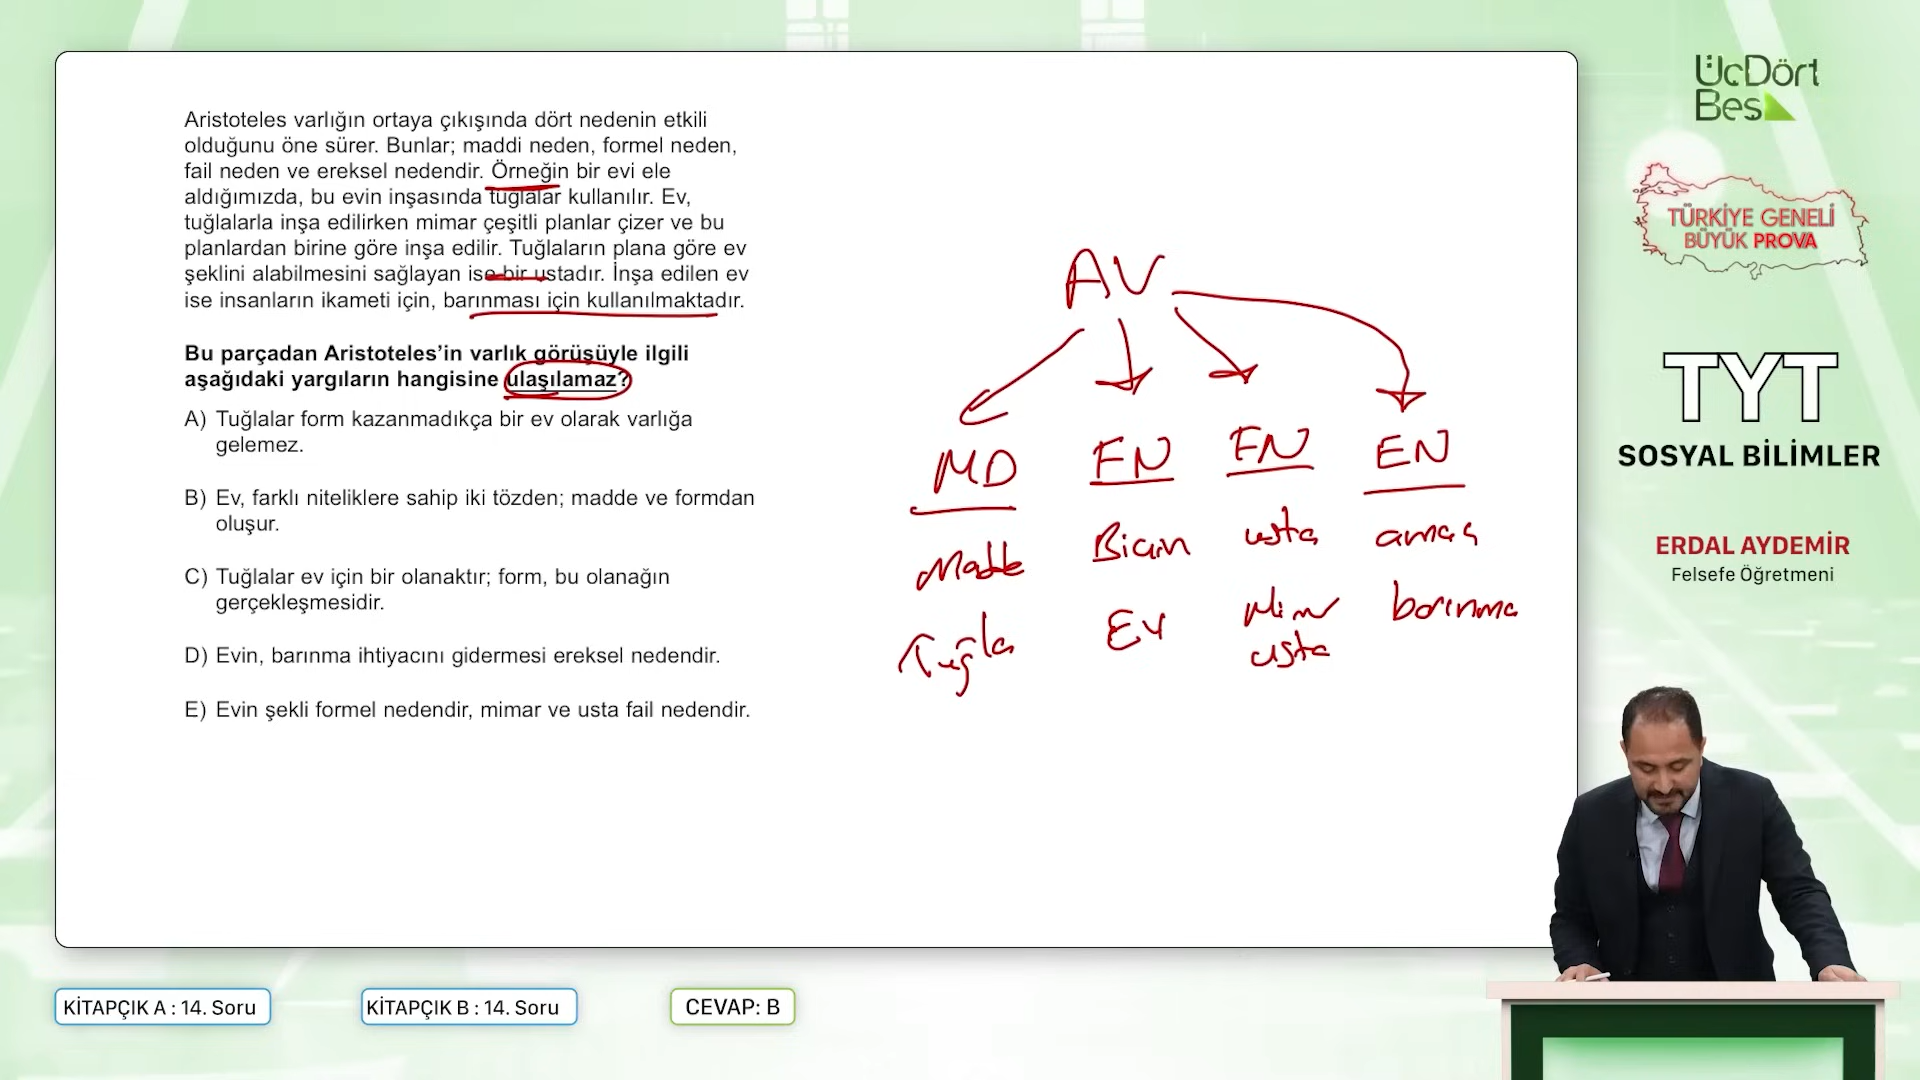 Aristoteles varlığın ortaya çıkışında dört nedenin etkili
olduğunu öne sürer. Bunlar; maddi neden, formel neden,
fail neden ve ereksel nedendir. Örneğin bir evi ele
aldığımızda, bu evin inşasında tuğlalar kullanılır. Ev,
tuğlalarla inşa edilirken mimar çeşitli planlar çizer ve bu
planlardan birine göre inşa edilir. Tuğlaların plana göre ev
şeklini alabilmesini sağlayan ise bir ustadır. İnşa edilen ev
ise insanların ikameti için, barınması için kullanılmaktadır.
Bu parçadan Aristoteles'in varlık görüşüyle ilgili
aşağıdaki yargıların hangisine ulaşılamaz?
A) Tuğlalar form kazanmadıkça bir ev olarak varlığa
gelemez.
B) Ev, farklı niteliklere sahip iki tözden; madde ve formdan
oluşur.
C) Tuğlalar ev için bir olanaktır; form, bu olanağın
gerçekleşmesidir.
D) Evin, barınma ihtiyacını gidermesi ereksel nedendir.
E) Evin şekli formel nedendir, mimar ve usta fail nedendir.
AV
MD FN FN EN
Madde Biçim usta amaç
Tuğla Ev Mimar barınma
usta
ÜçDört
Beş
TÜRKİYE GENELİ
BÜYÜK PROVA
TYT
SOSYAL BİLİMLER
ERDAL AYDEMİR
Felsefe Öğretmeni
KİTAPÇIK A : 14. Soru
KİTAPÇIK B : 14. Soru
CEVAP: B